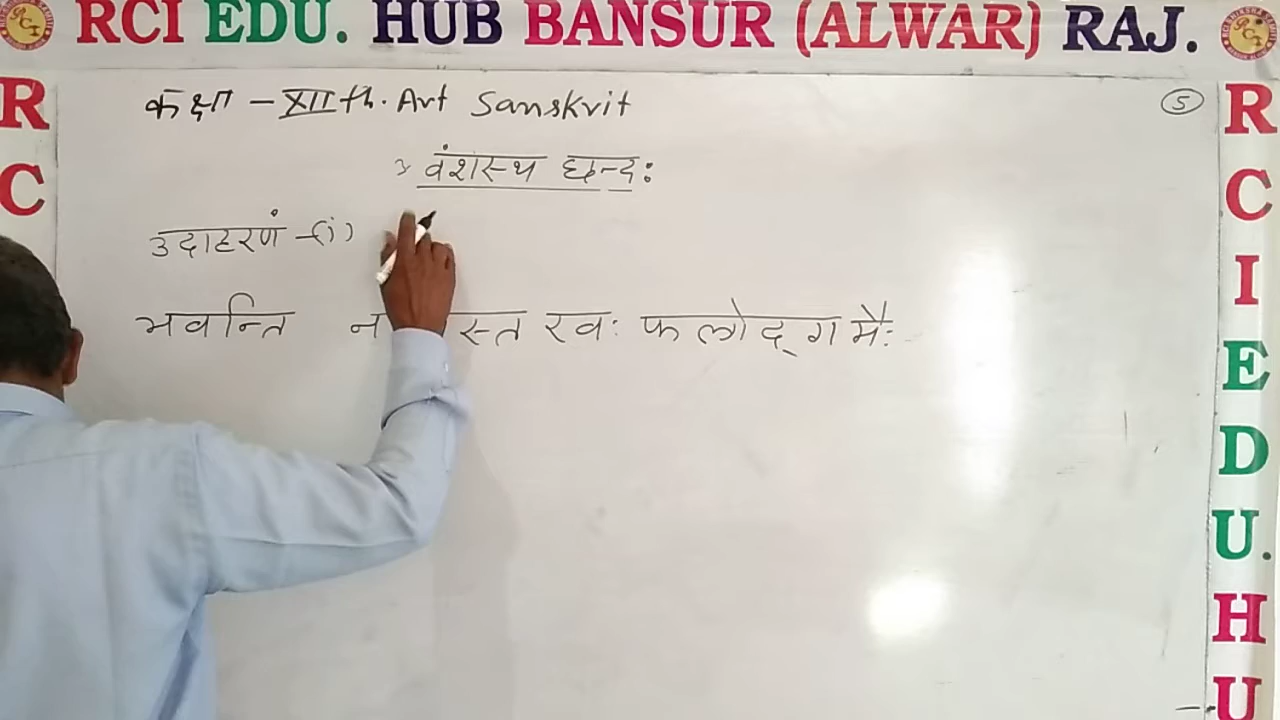 RCI EDU. HUB BANSUR (ALWAR) RAJ.
R
C
कक्षा - XIIth. Art Sanskrit
5
वंशस्थ छन्दः
उदाहरणं -(i)
भवन्ति न स्त रवः फलोद्गमैः
R
C
I
E
D
U.
H
U